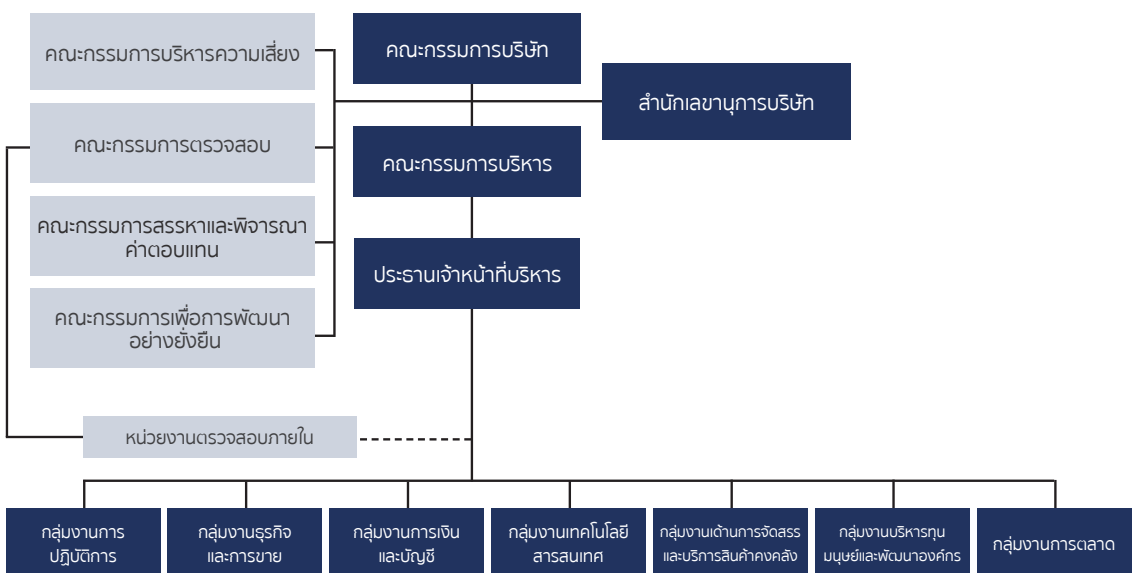 คณะกรรมการบริหารความเสี่ยง
คณะกรรมการบริษัท
สำนักเลขานุการบริษัท
คณะกรรมการตรวจสอบ
คณะกรรมการบริหาร
คณะกรรมการสรรหาและพิจารณา
ค่าตอบแทน
ประธานเจ้าหน้าที่บริหาร
คณะกรรมการเพื่อการพัฒนา
อย่างยั่งยืน
หน่วยงานตรวจสอบภายใน
กลุ่มงานการ
ปฏิบัติการ
กลุ่มงานธุรกิจ
และการขาย
กลุ่มงานการเงิน
และบัญชี
กลุ่มงานเทคโนโลยี
สารสนเทศ
กลุ่มงานด้านการจัดสรร
และบริการสินค้าคงคลัง
กลุ่มงานบริหารทุน
มนุษย์และพัฒนาองค์กร
กลุ่มงานการตลาด